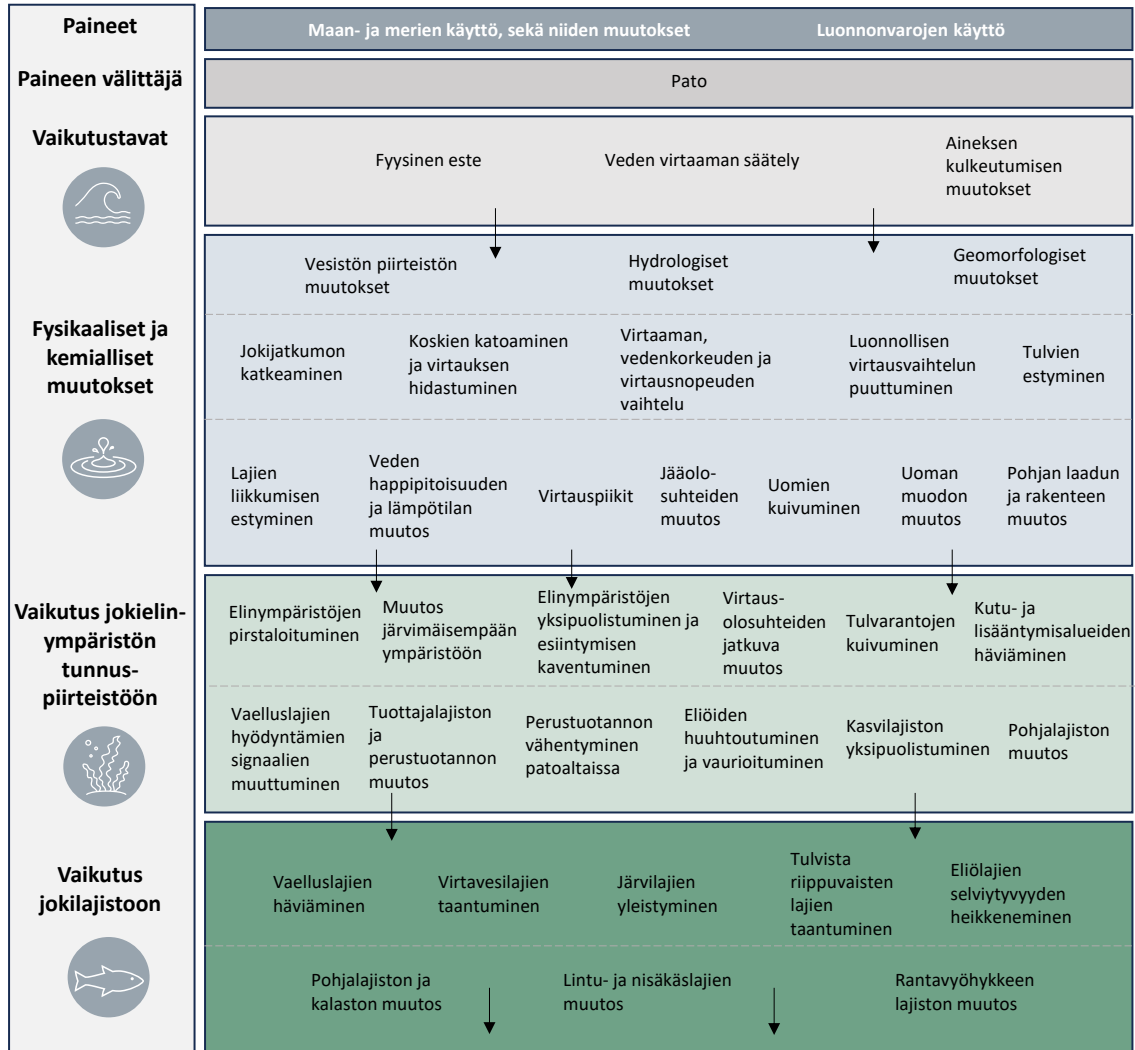 Paineet
Maan- ja merien käyttö, sekä niiden muutokset
Luonnonvarojen käyttö
Paineen välittäjä
Pato
Vaikutustavat
Fyysinen este
Veden virtaaman säätely
Aineksen
kulkeutumisen
muutokset
Fysikaaliset ja
kemialliset
muutokset
Vesistön piirteistön
muutokset
Hydrologiset
muutokset
Geomorfologiset
muutokset
Jokijatkumon
katkeaminen
Koskien katoaminen
ja virtauksen
hidastuminen
Virtaaman,
vedenkorkeuden ja
virtausnopeuden
vaihtelu
Luonnollisen
virtausvaihtelun
puuttuminen
Tulvien
estyminen
Lajien
liikkumisen
estyminen
Veden
happipitoisuuden
ja lämpötilan
muutos
Virtauspiikit
Jääolo-
suhteiden
muutos
Uomien
kuivuminen
Uoman
muodon
muutos
Pohjan laadun
ja rakenteen
muutos
Vaikutus jokielin-
ympäristön
tunnus-
piirteistöön
Elinympäristöjen
pirstaloituminen
Muutos
järvimäisempään
ympäristöön
Elinympäristöjen
yksipuolistuminen ja
esiintymisen
kaventuminen
Virtaus-
olosuhteiden
jatkuva
muutos
Tulvarantojen
kuivuminen
Kutu- ja
lisääntymisalueiden
häviäminen
Vaelluslajien
hyödyntämien
signaalien
muuttuminen
Tuottajalajiston
ja
perustuotannon
muutos
Perustuotannon
vähentyminen
patoaltaissa
Eliöiden
huuhtoutuminen
ja vaurioituminen
Kasvilajiston
yksipuolistuminen
Pohjalajiston
muutos
Vaikutus
jokilajistoon
Vaelluslajien
häviäminen
Virtavesilajien
taantuminen
Järvilajien
yleistyminen
Tulvista
riippuvaisten
lajien
taantuminen
Eliölajien
selviytyvyyden
heikkeneminen
Pohjalajiston ja
kalaston muutos
Lintu- ja nisäkäslajien
muutos
Rantavyöhykkeen
lajiston muutos